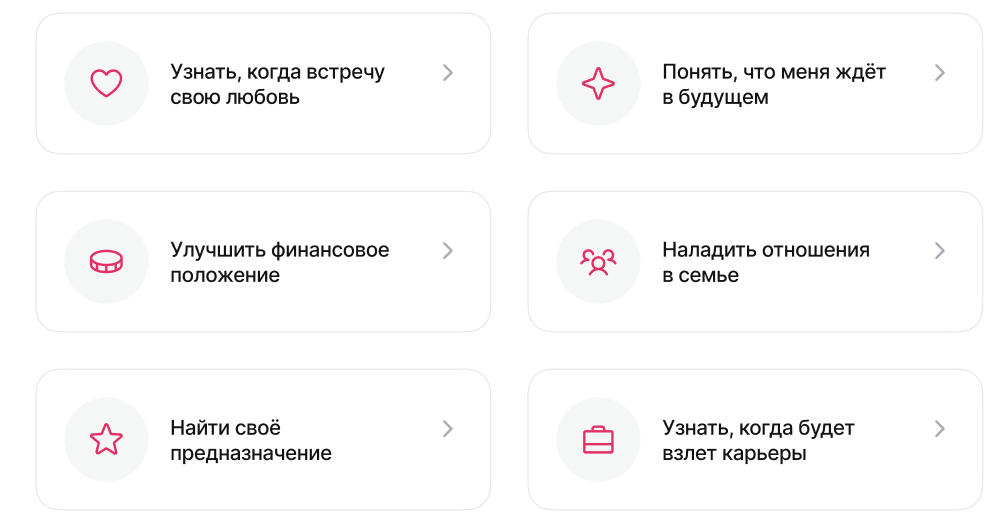 Узнать, когда встречу
свою любовь
Понять, что меня ждёт
в будущем
Улучшить финансовое
положение
Наладить отношения
в семье
Найти своё
предназначение
Узнать, когда будет
взлет карьеры